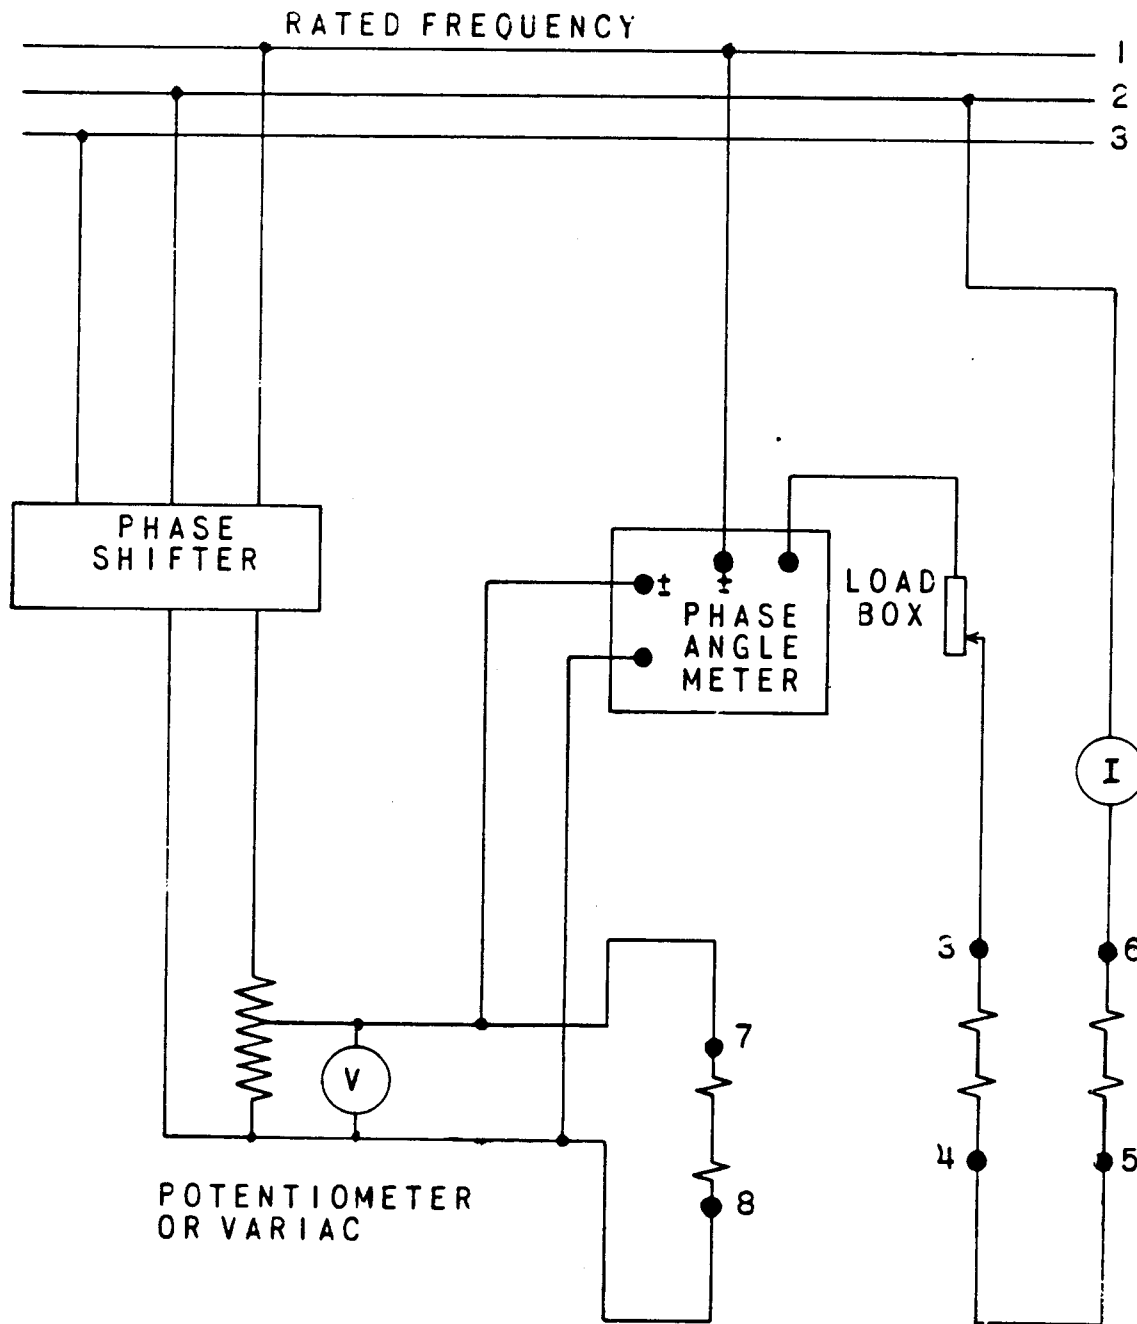 RATED FREQUENCY
1
2
3
PHASE
SHIFTER
±
±
PHASE
ANGLE
METER
LOAD
BOX
I
3
6
7
V
4
5
8
POTENTIOMETER
OR VARIAC